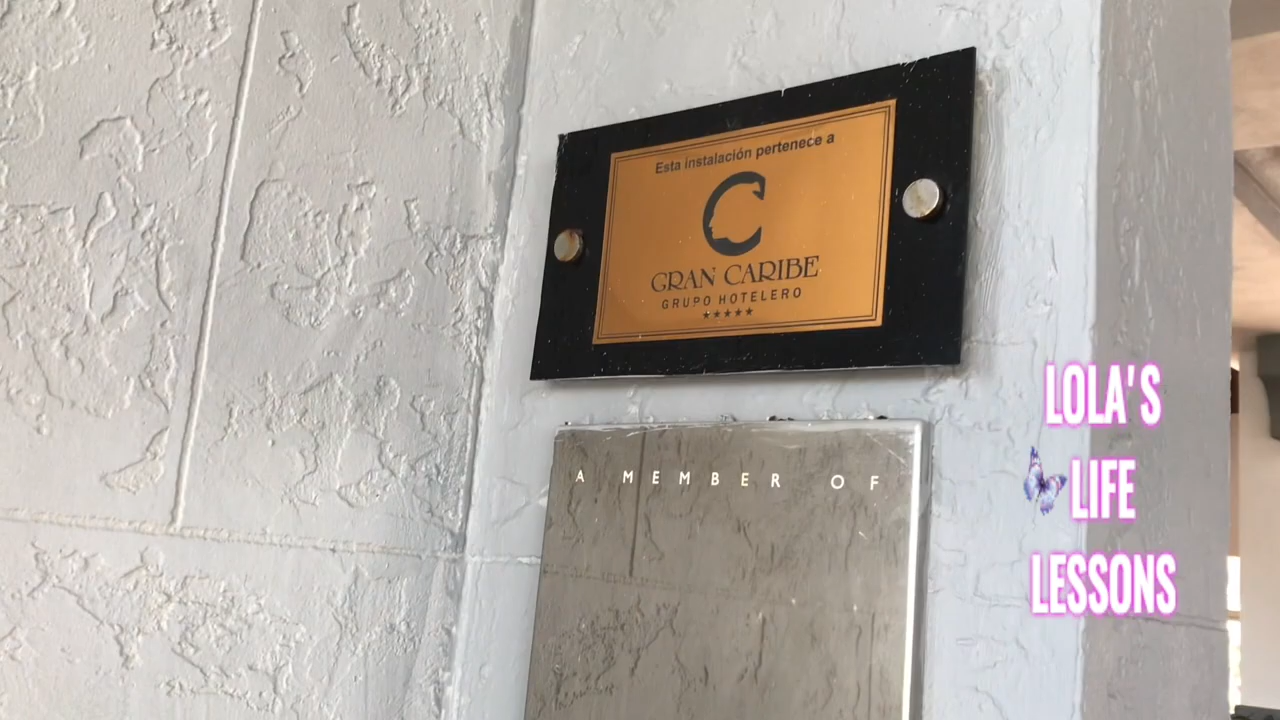 Esta instalación pertenece a
C
GRAN CARIBE
GRUPO HOTELERO
★★★★★
A MEMBER OF
LOLA'S
LIFE
LESSONS